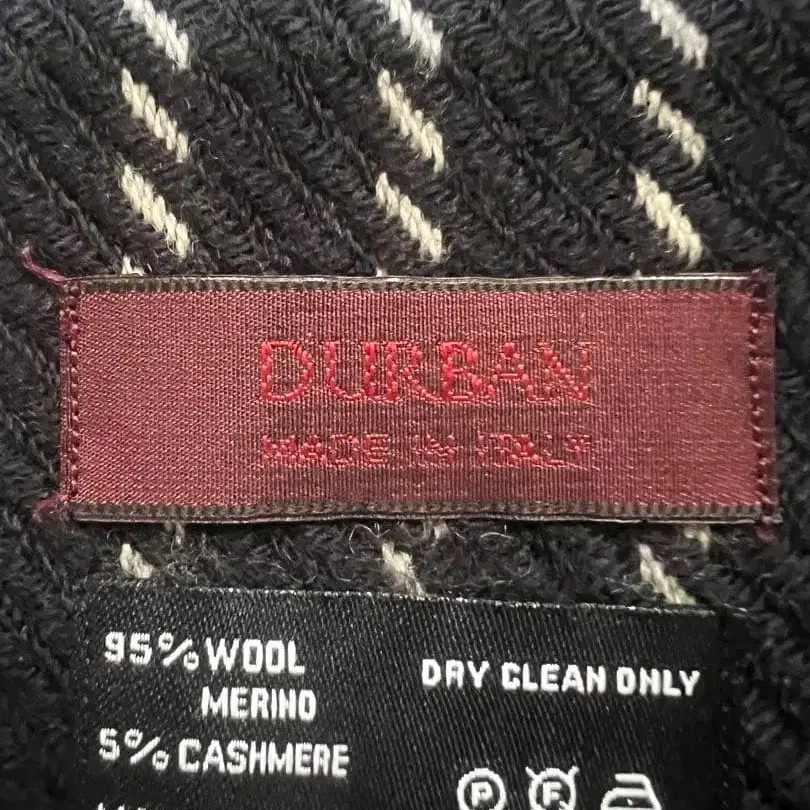 DURBAN
MADE IN ITALY
95% WOOL
MERINO
5% CASHMERE
DRY CLEAN ONLY
P F